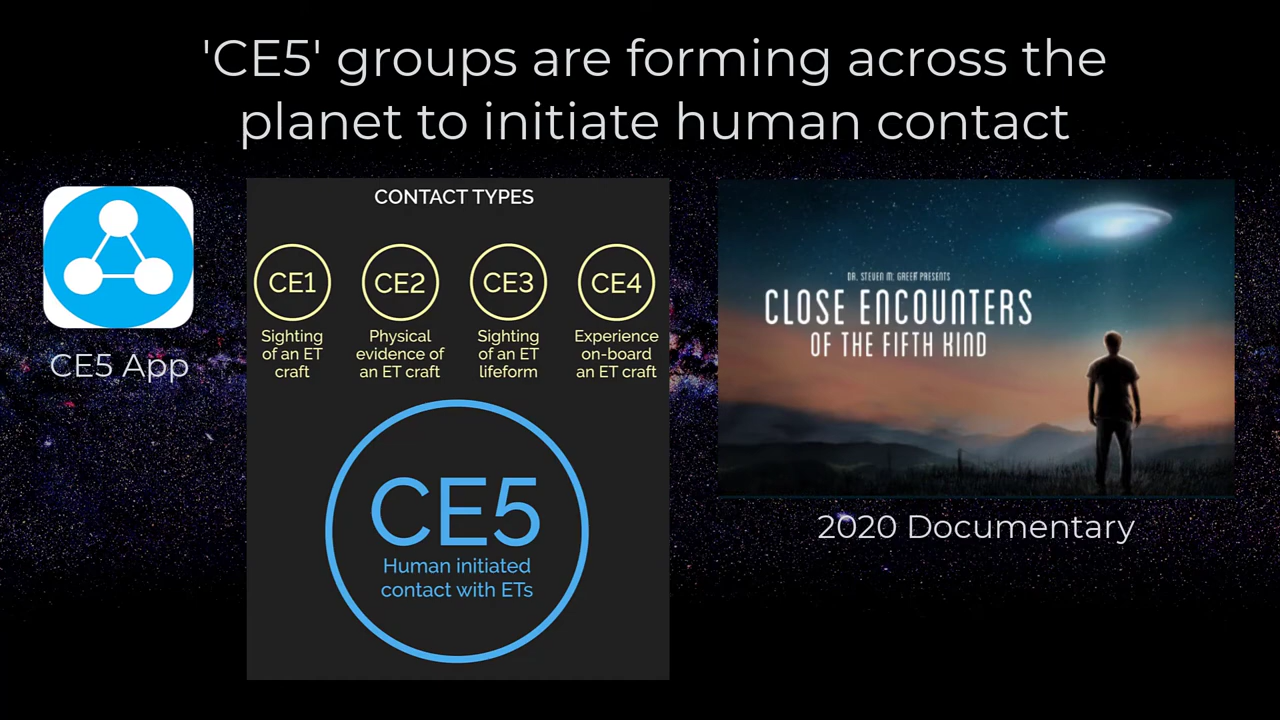 'CE5' groups are forming across the
planet to initiate human contact
CE5 App
CONTACT TYPES
CE1
Sighting
of an ET
craft
CE2
Physical
evidence of
an ET craft
CE3
Sighting
of an ET
lifeform
CE4
Experience
on-board
an ET craft
CE5
Human initiated
contact with ETs
DR. STEVEN M. GREER PRESENTS
CLOSE ENCOUNTERS
OF THE FIFTH KIND
2020 Documentary